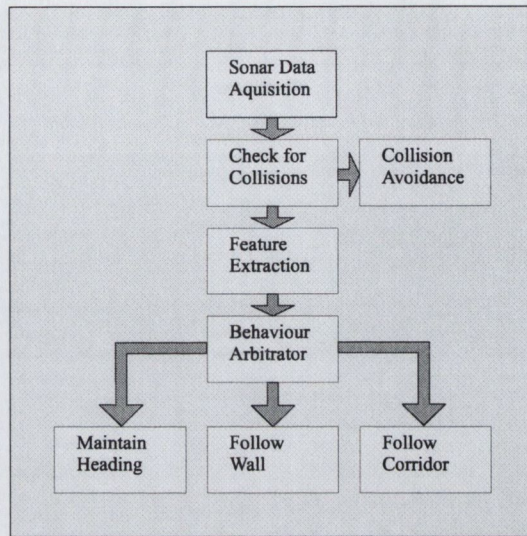 Sonar Data
Aquisition
Check for
Collisions
Collision
Avoidance
Feature
Extraction
Behaviour
Arbitrator
Maintain
Heading
Follow
Wall
Follow
Corridor